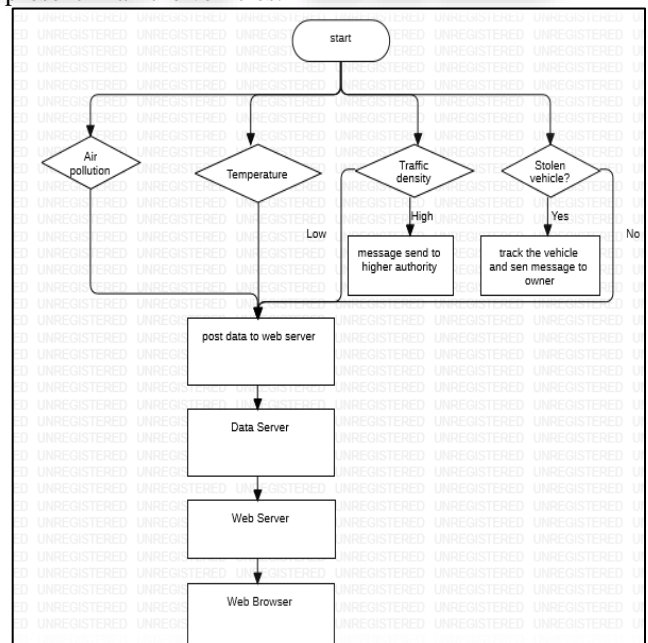 start
Air
pollution
Temperature
Traffic
density
Stolen
vehicle?
Low
High
Yes
No
message send to
higher authority
track the vehicle
and sen message to
owner
post data to web server
Data Server
Web Server
Web Browser